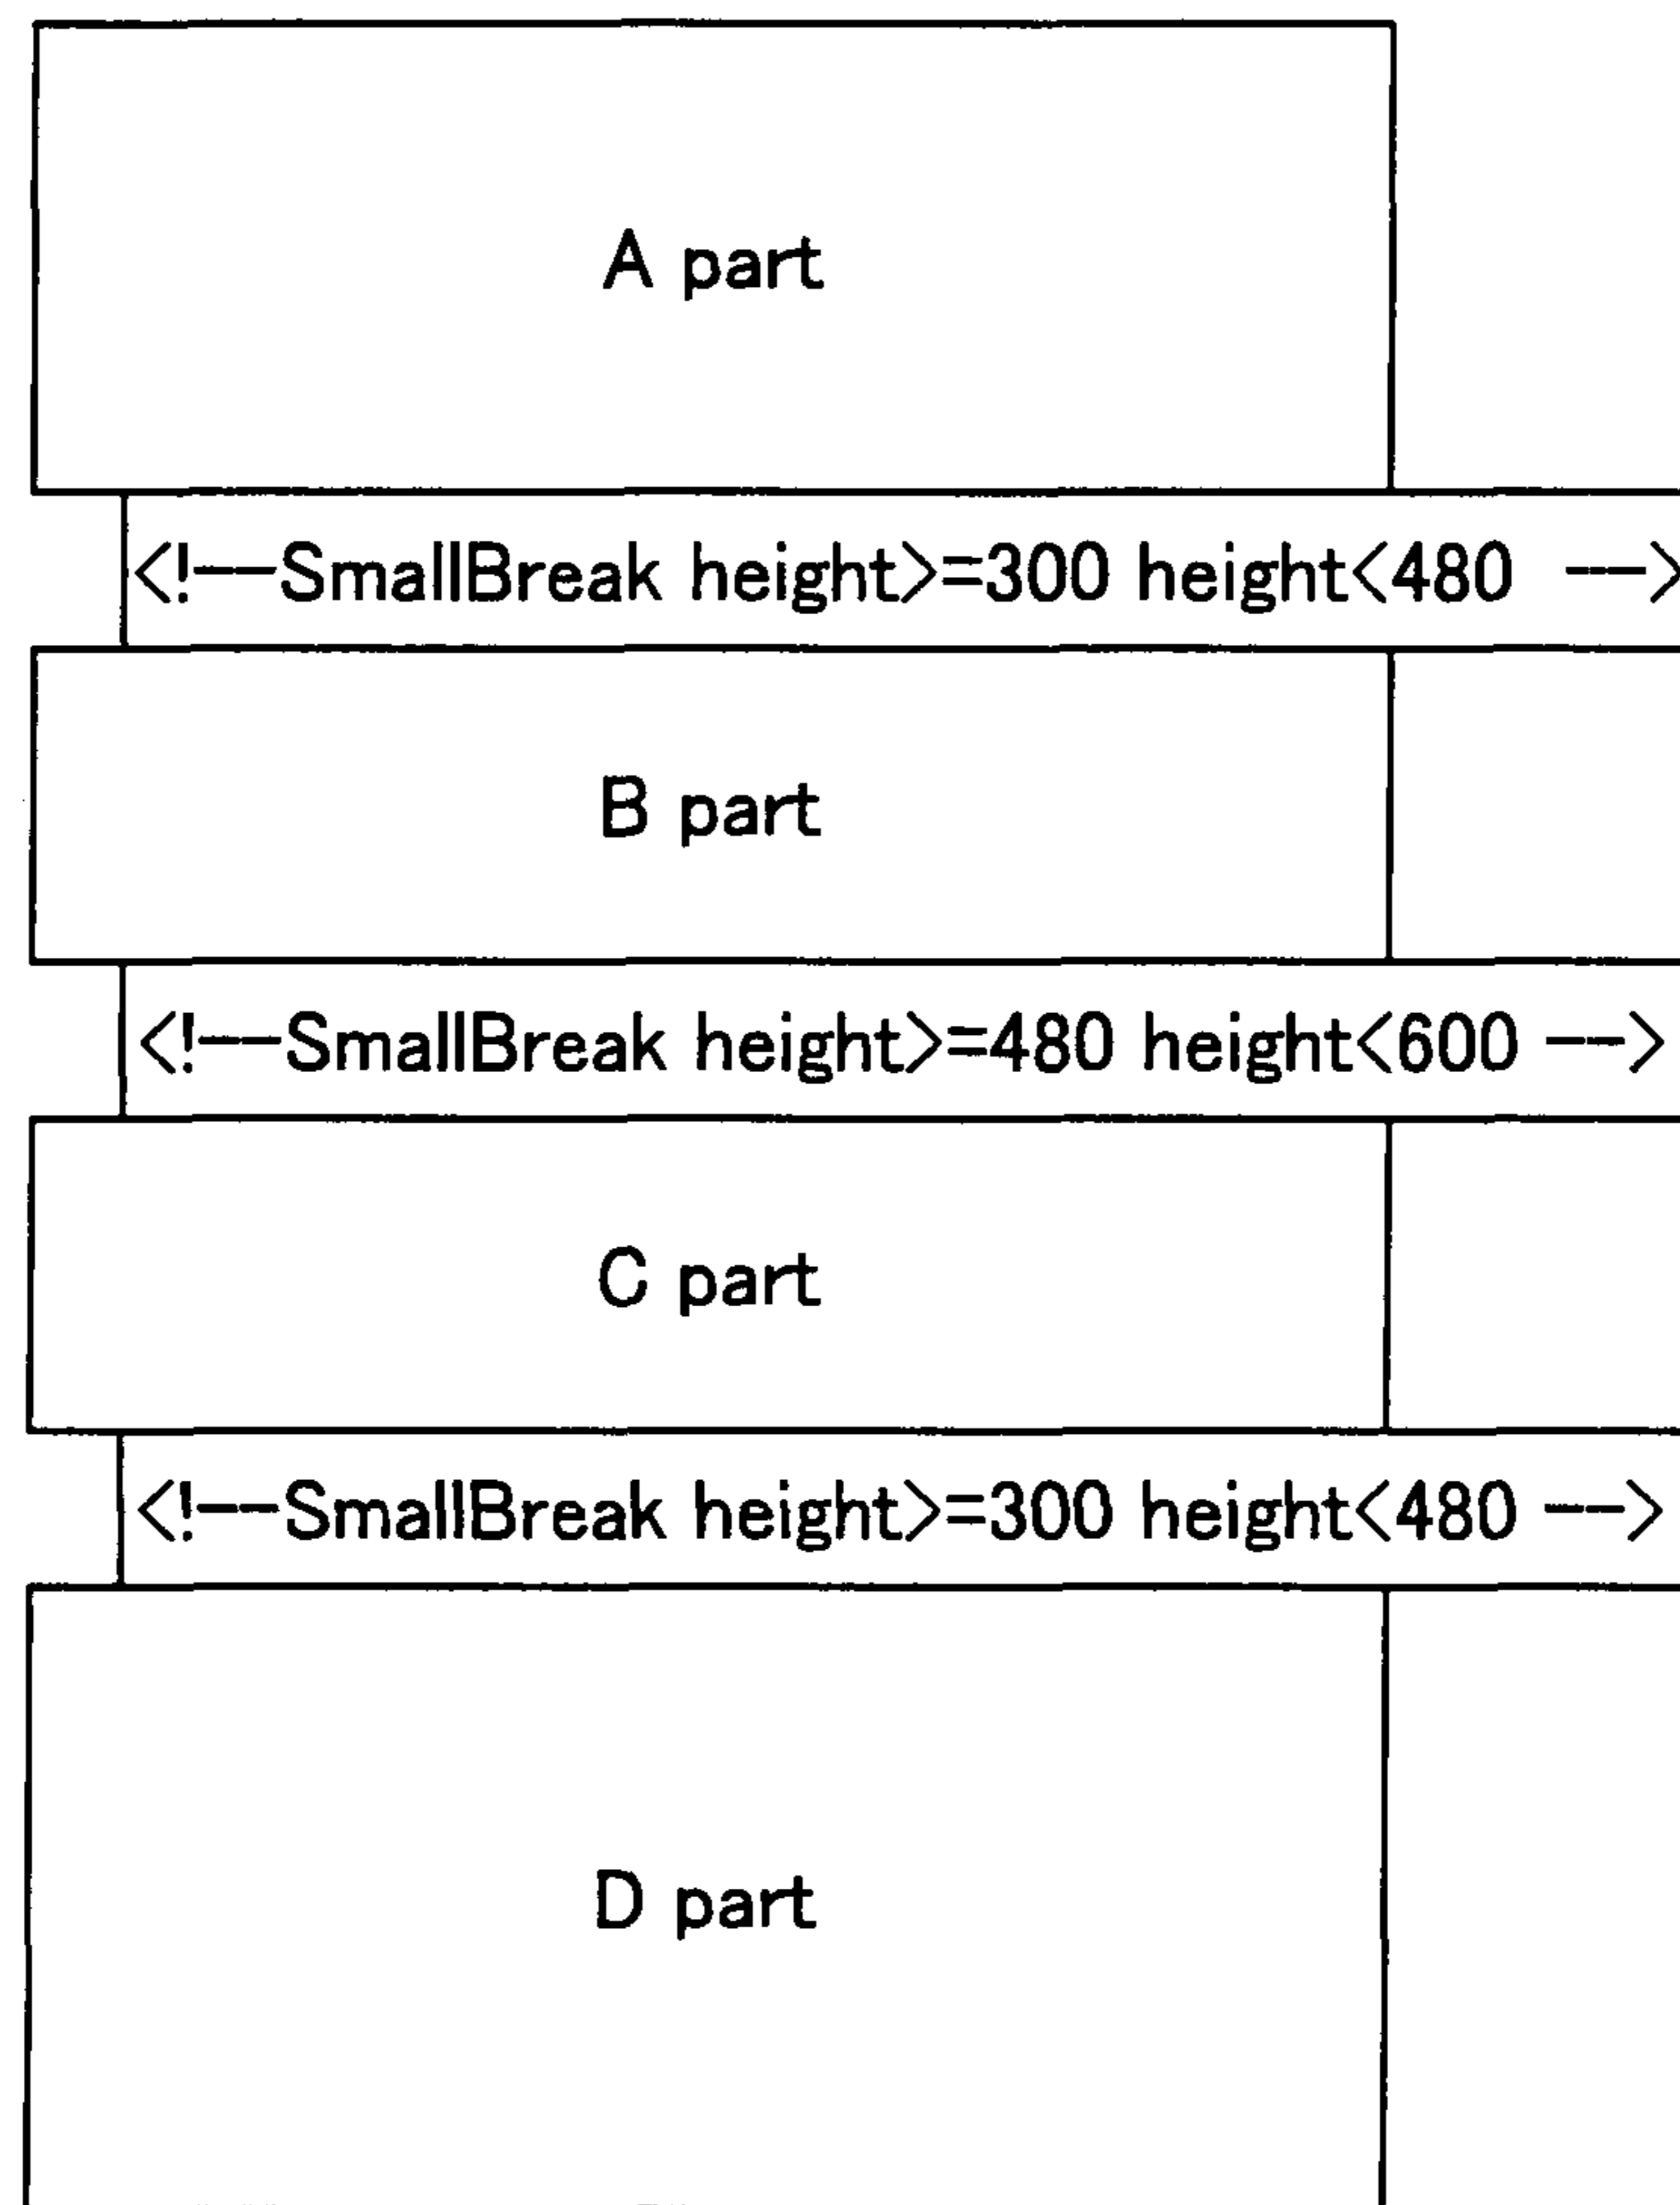 A part
<!--SmallBreak height>=300 height<480 -->
B part
<!--SmallBreak height>=480 height<600 -->
C part
<!--SmallBreak height>=300 height<480 -->
D part